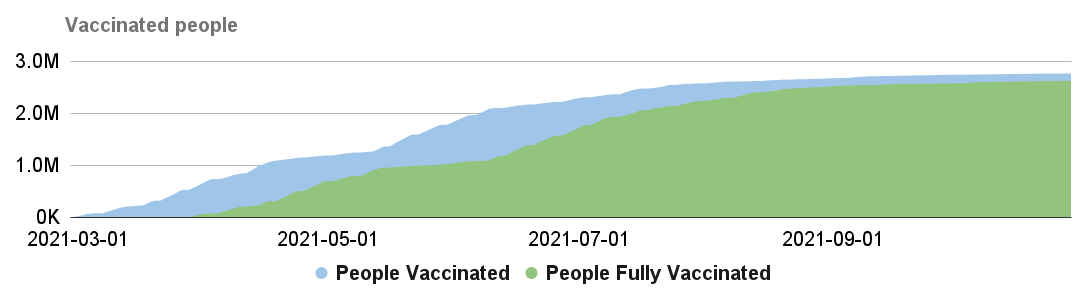 Vaccinated people
3.0M
2.0M
1.0M
0K
2021-03-01 2021-05-01 2021-07-01 2021-09-01
People Vaccinated People Fully Vaccinated